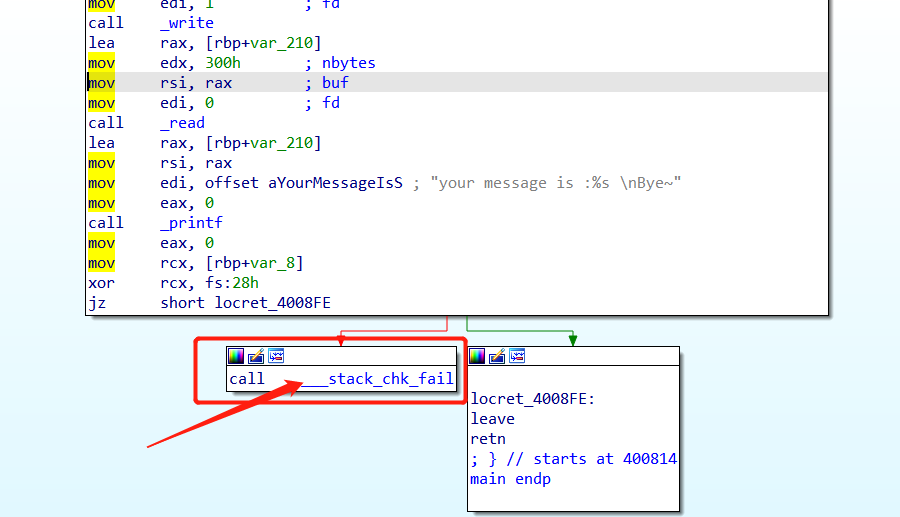 mov edi, 1 ; fd
call _write
lea rax, [rbp+var_210]
mov edx, 300h ; nbytes
mov rsi, rax ; buf
mov edi, 0 ; fd
call _read
lea rax, [rbp+var_210]
mov rsi, rax
mov edi, offset aYourMessageIsS ; "your message is :%s \nBye~"
mov eax, 0
call _printf
mov eax, 0
mov rcx, [rbp+var_8]
xor rcx, fs:28h
jz short locret_4008FE
call ___stack_chk_fail
locret_4008FE:
leave
retn
; } // starts at 400814
main endp